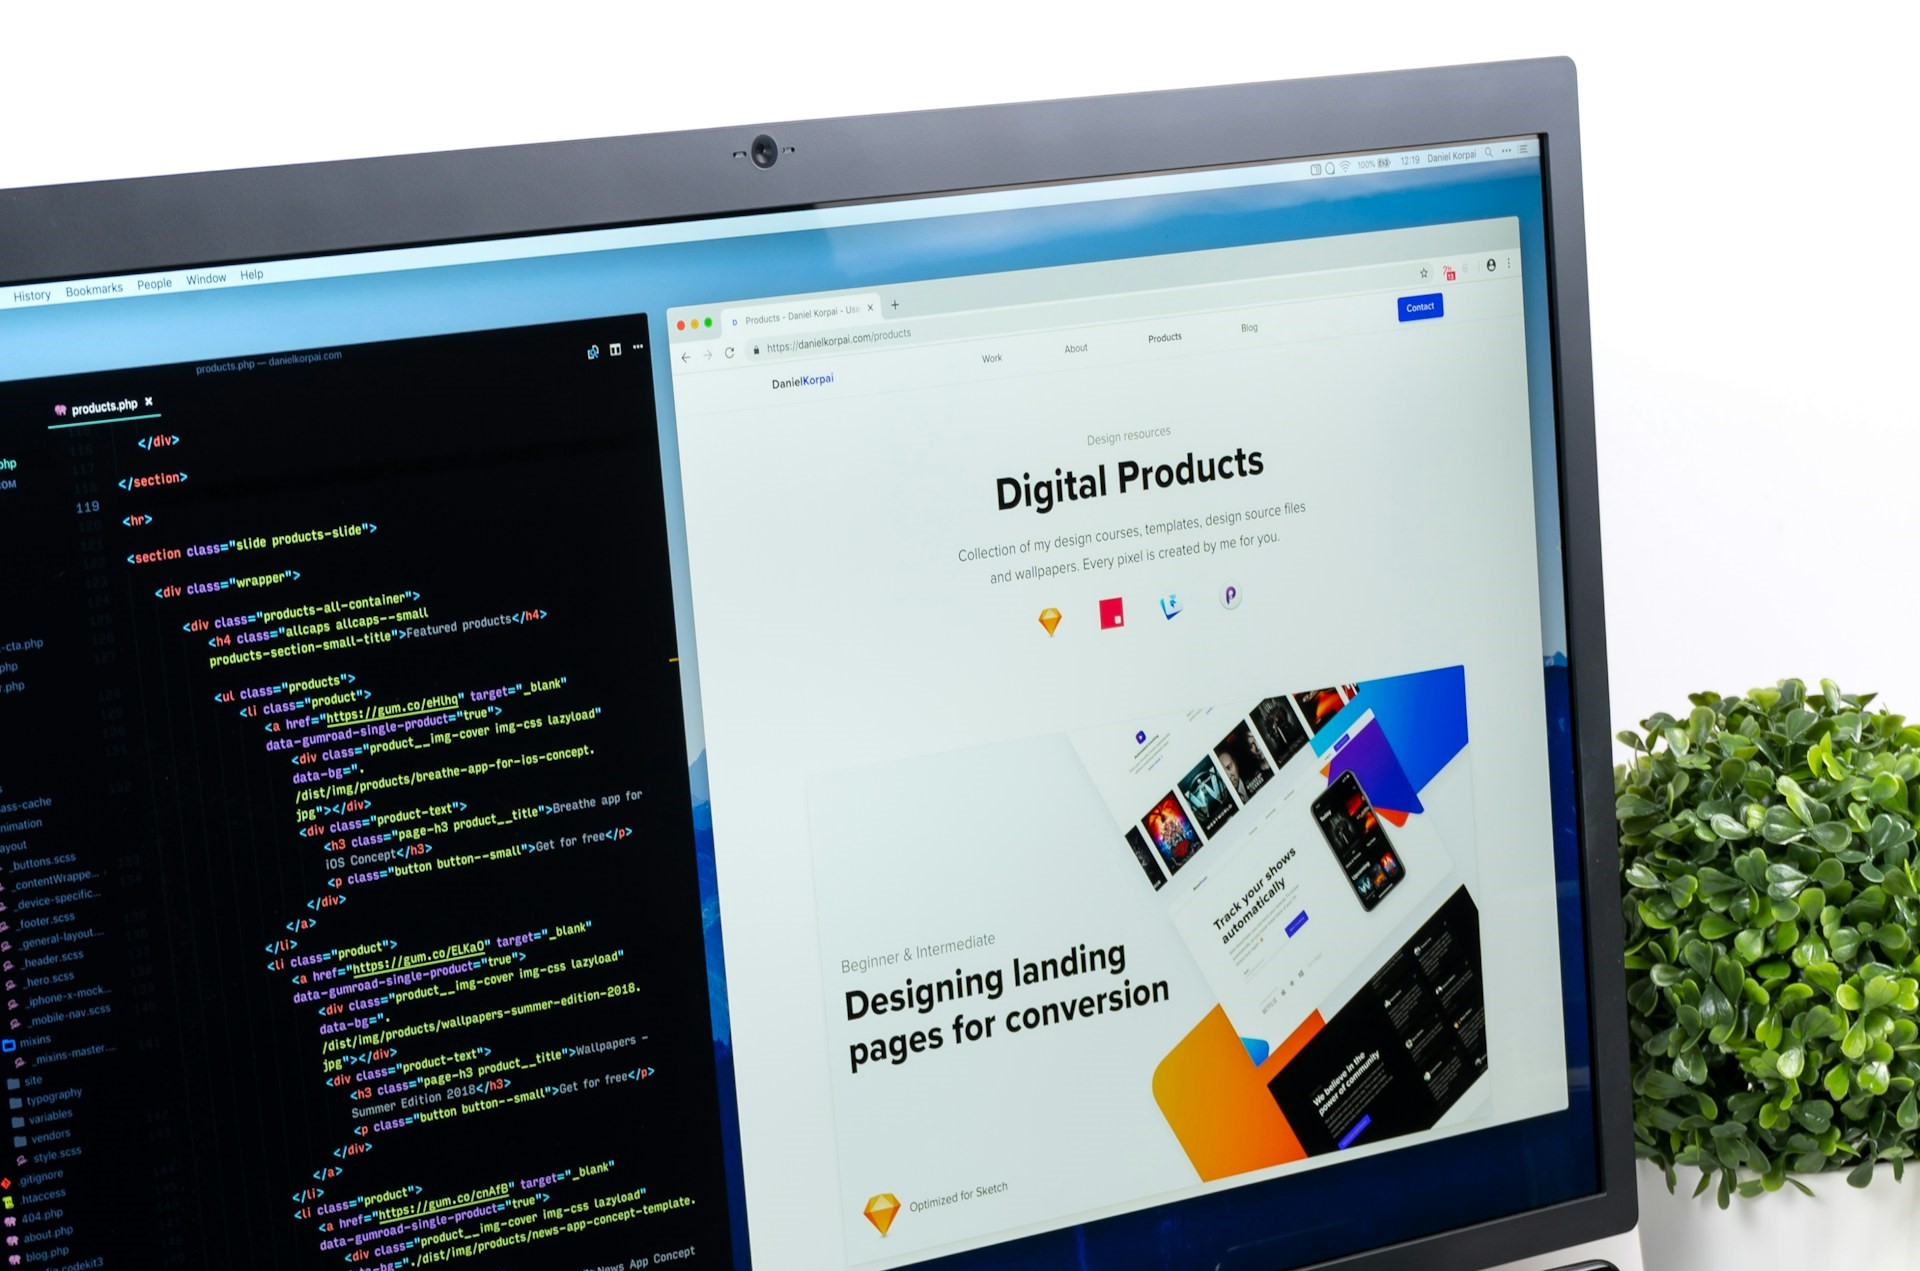 History Bookmarks People Window Help
100% 12:19 Daniel Korpai
products.php — danielkorpai.com
products.php
</div>
</section>
119
<hr>
<section class="slide products-slide">
<div class="wrapper">
<div class="products-all-container">
<h4 class="allcaps allcaps--small
products-section-small-title">Featured products</h4>
<ul class="products">
<li class="product">
<a href="https://gum.co/eHlhq" target="_blank"
data-gumroad-single-product="true">
<div class="product__img-cover img-css lazyload"
data-bg=".
/dist/img/products/breathe-app-for-ios-concept.
jpg"></div>
<div class="product-text">
<h3 class="page-h3 product__title">Breathe app for
iOS Concept</h3>
<p class="button button--small">Get for free</p>
</div>
</a>
</li>
<li class="product">
<a href="https://gum.co/ELKaO" target="_blank"
data-gumroad-single-product="true">
<div class="product__img-cover img-css lazyload"
data-bg=".
/dist/img/products/wallpapers-summer-edition-2018.
jpg"></div>
<div class="product-text">
<h3 class="page-h3 product__title">Wallpapers –
Summer Edition 2018</h3>
<p class="button button--small">Get for free</p>
</div>
</a>
</li>
<li class="product">
<a href="https://gum.co/cnAfB" target="_blank"
data-gumroad-single-product="true">
<div class="product__img-cover img-css lazyload"
data-bg="./dist/img/products/news-app-concept-template.
News App Concept
-cta.php
_buttons.scss
_contentWrappe...
_device-specific...
_footer.scss
_general-layout...
_header.scss
_hero.scss
_iphone-x-mock...
_mobile-nav.scss
mixins
_mixins-master...
site
typography
variables
vendors
style.scss
.gitignore
.htaccess
404.php
about.php
blog.php
Products - Daniel Korpai - Use
https://danielkorpai.com/products
DanielKorpai
Work
About
Products
Blog
Contact
Design resources
Digital Products
Collection of my design courses, templates, design source files
and wallpapers. Every pixel is created by me for you.
Beginner & Intermediate
Designing landing
pages for conversion
Optimized for Sketch
Track your shows
automatically
We believe in the
power of community